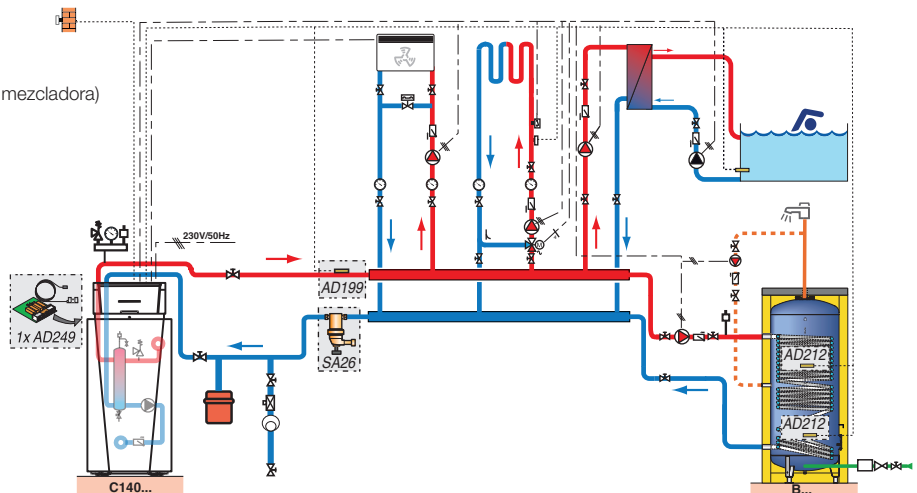 mezcladora)
230V/50Hz
AD199
1x AD249
SA26
AD212
AD212
M
C140...
B...